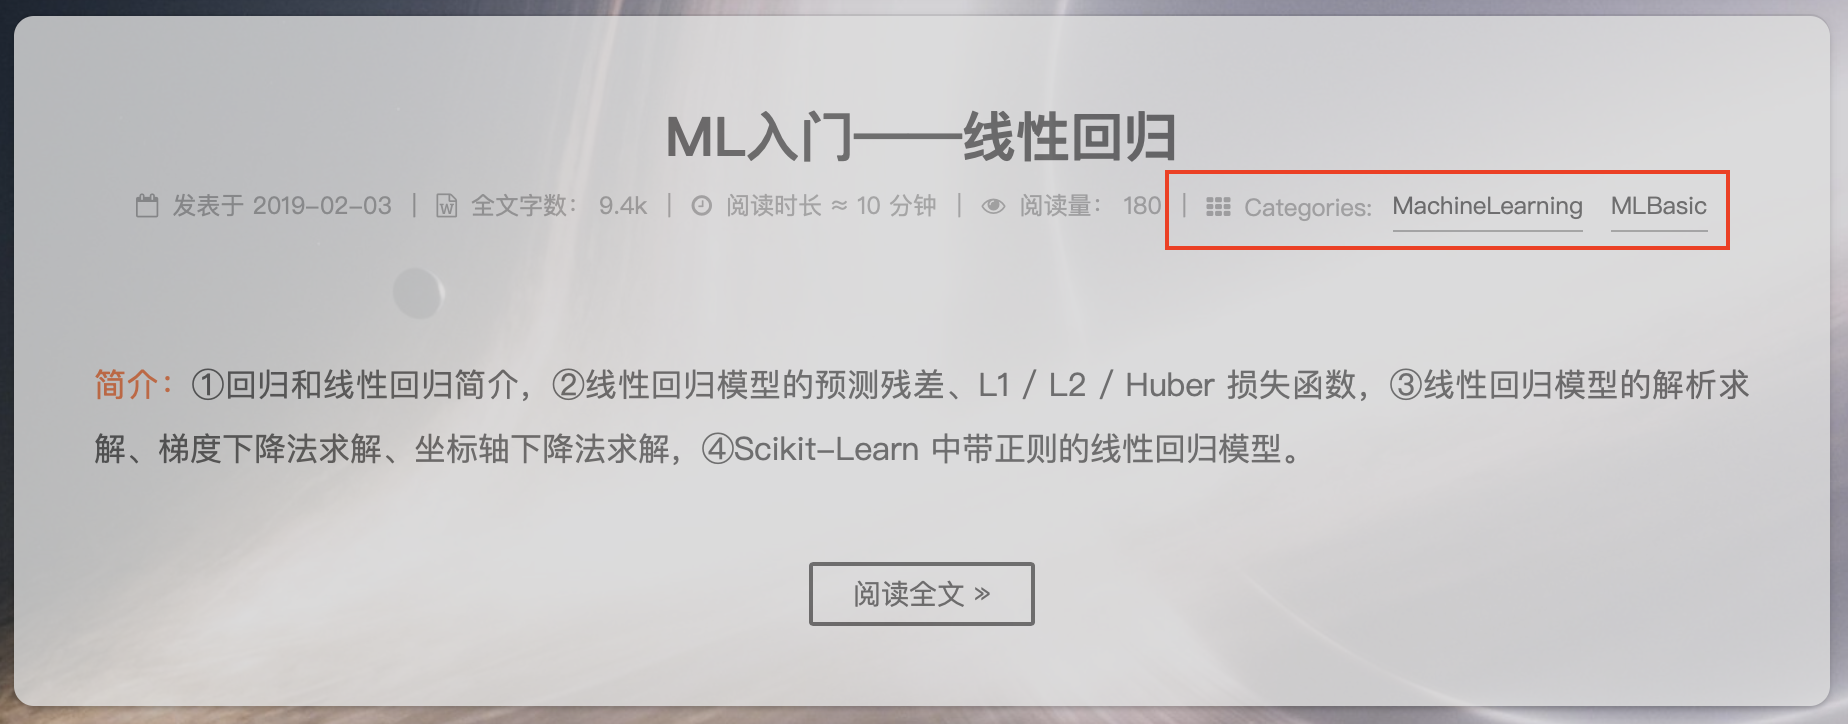 ML入门——线性回归
发表于 2019-02-03 | 全文字数： 9.4k | 阅读时长 ≈ 10 分钟 | 阅读量： 180 | Categories: MachineLearning MLBasic
简介：①回归和线性回归简介，②线性回归模型的预测残差、L1 / L2 / Huber 损失函数，③线性回归模型的解析求
解、梯度下降法求解、坐标轴下降法求解，④Scikit-Learn 中带正则的线性回归模型。
阅读全文 »